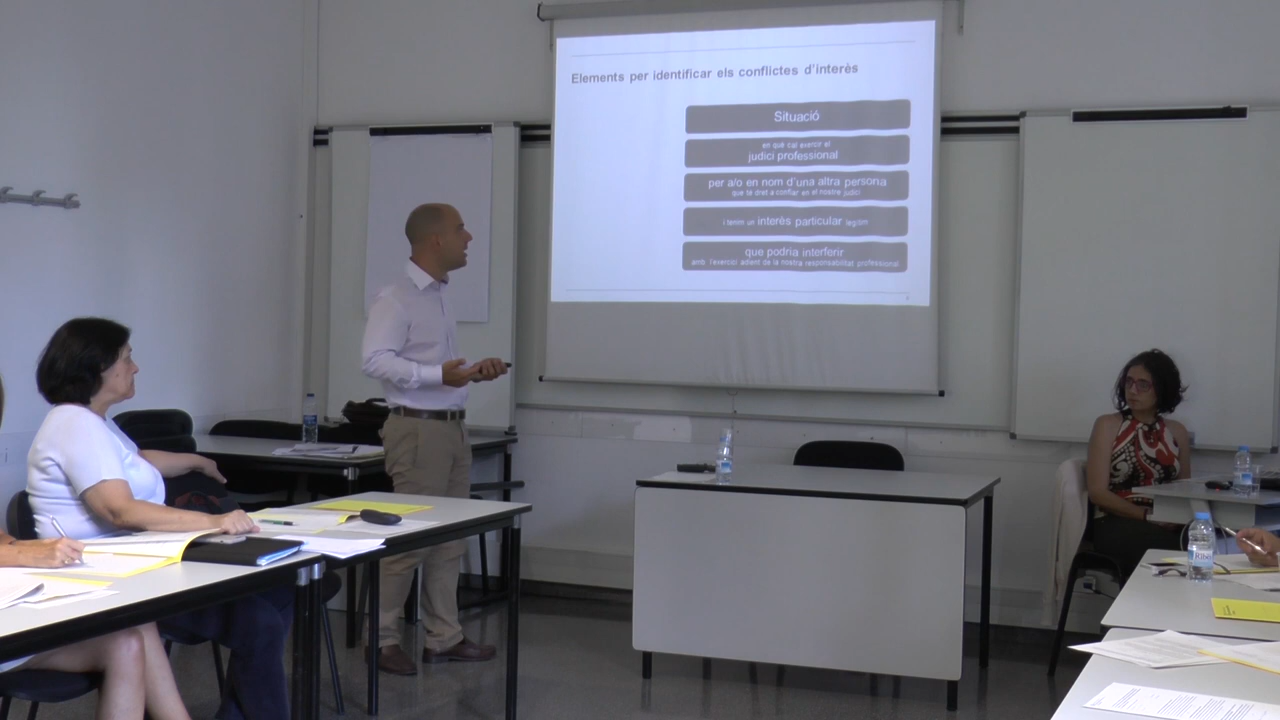 Elements per identificar els conflictes d'interès
Situació
en què cal exercir el
judici professional
per a/o en nom d'una altra persona
que té dret a confiar en el nostre judici
i tenim un interès particular legítim
que podria interferir
amb l'exercici adient de la nostra responsabilitat professional